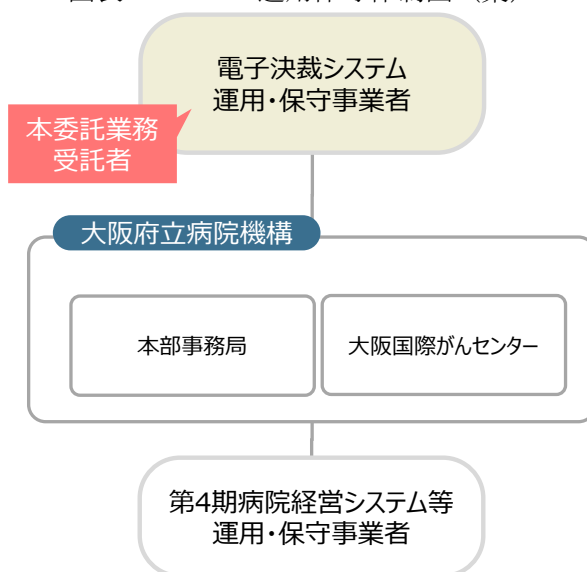 電子決裁システム
運用・保守事業者
本委託業務
受託者
大阪府立病院機構
本部事務局
大阪国際がんセンター
第4期病院経営システム等
運用・保守事業者